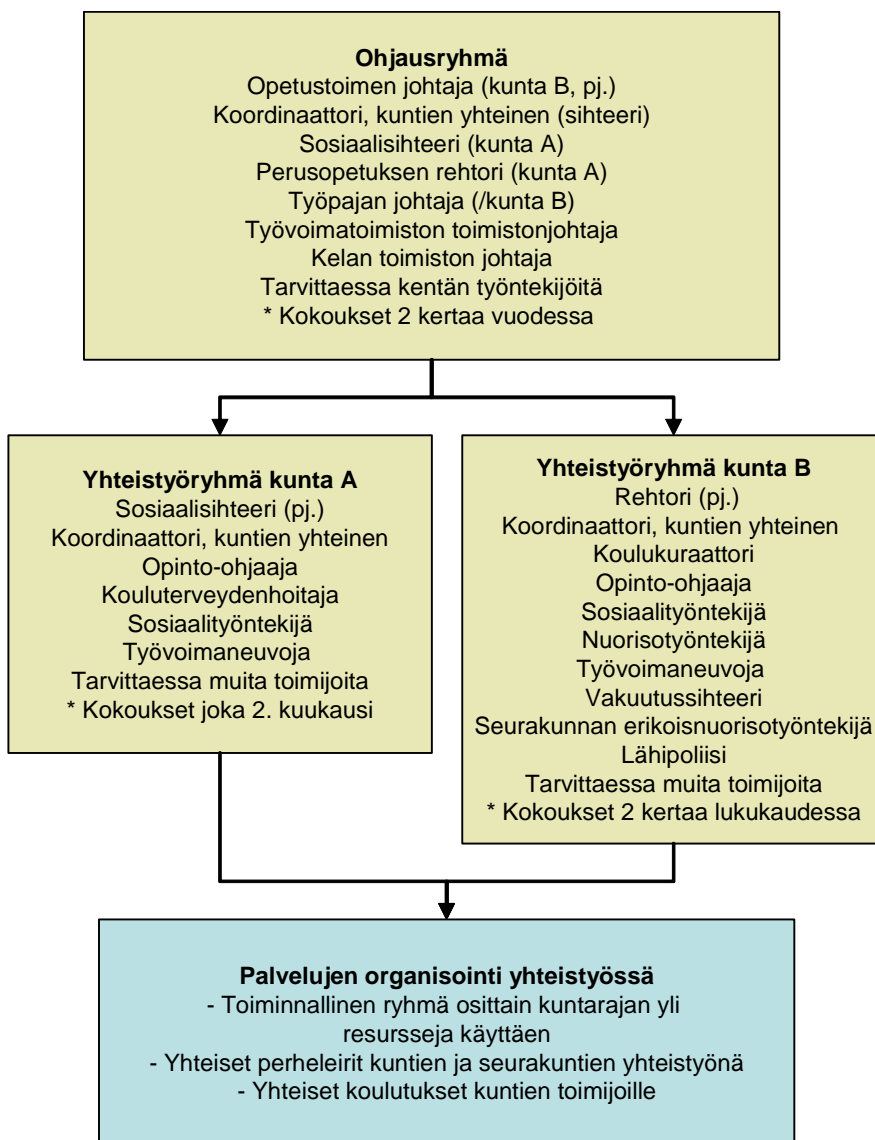 Ohjausryhmä
Opetustoimen johtaja (kunta B, pj.)
Koordinaattori, kuntien yhteinen (sihteeri)
Sosiaalisihteeri (kunta A)
Perusopetuksen rehtori (kunta A)
Työpajan johtaja (/kunta B)
Työvoimatoimiston toimistonjohtaja
Kelan toimiston johtaja
Tarvittaessa kentän työntekijöitä
* Kokoukset 2 kertaa vuodessa
Yhteistyöryhmä kunta A
Sosiaalisihteeri (pj.)
Koordinaattori, kuntien yhteinen
Opinto-ohjaaja
Kouluterveydenhoitaja
Sosiaalityöntekijä
Työvoimaneuvoja
Tarvittaessa muita toimijoita
* Kokoukset joka 2. kuukausi
Yhteistyöryhmä kunta B
Rehtori (pj.)
Koordinaattori, kuntien yhteinen
Koulukuraattori
Opinto-ohjaaja
Sosiaalityöntekijä
Nuorisotyöntekijä
Työvoimaneuvoja
Vakuutussihteeri
Seurakunnan erikoisnuorisotyöntekijä
Lähipoliisi
Tarvittaessa muita toimijoita
* Kokoukset 2 kertaa lukukaudessa
Palvelujen organisointi yhteistyössä
- Toiminnallinen ryhmä osittain kuntarajan yli
resursseja käyttäen
- Yhteiset perheleirit kuntien ja seurakuntien yhteistyönä
- Yhteiset koulutukset kuntien toimijoille